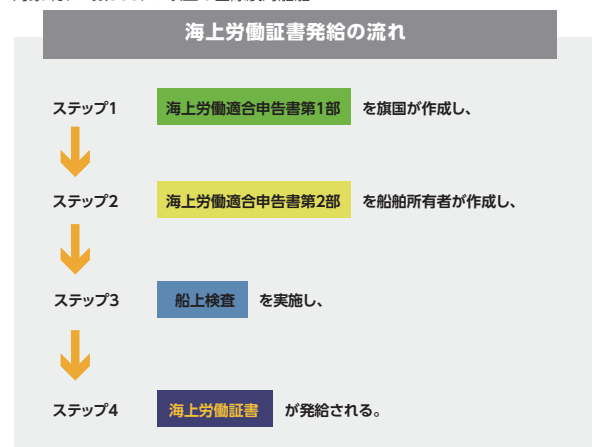 海上労働証書発給の流れ
ステップ1 海上労働適合申告書第1部 を旗国が作成し、
ステップ2 海上労働適合申告書第2部 を船舶所有者が作成し、
ステップ3 船上検査 を実施し、
ステップ4 海上労働証書 が発給される。